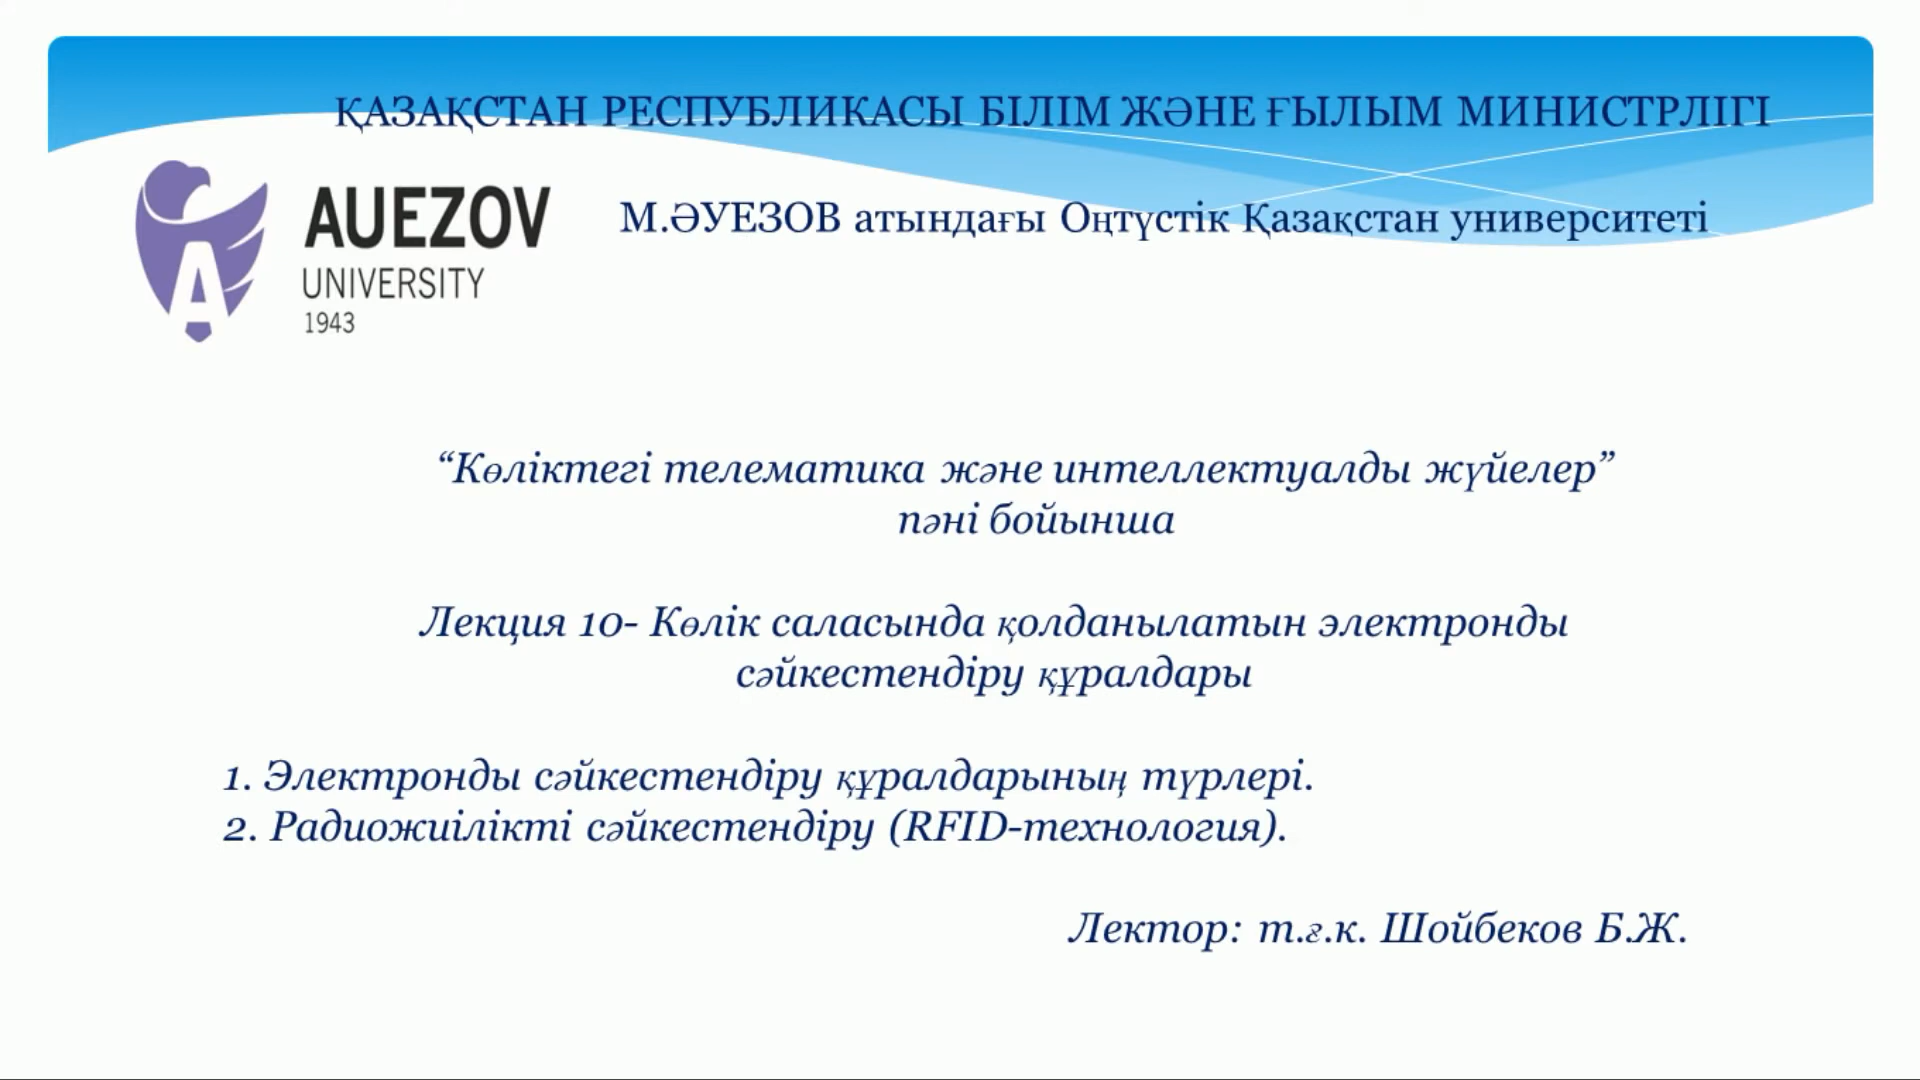 ҚАЗАҚСТАН РЕСПУБЛИКАСЫ БІЛІМ ЖӘНЕ ҒЫЛЫМ МИНИСТРЛІГІ
AUEZOV
UNIVERSITY
1943
М.ӘУЕЗОВ атындағы Оңтүстік Қазақстан университеті
“Көліктегі телематика және интеллектуалды жүйелер”
пәні бойынша
Лекция 10- Көлік саласында қолданылатын электронды
сәйкестендіру құралдары
1. Электронды сәйкестендіру құралдарының түрлері.
2. Радиожиілікті сәйкестендіру (RFID-технология).
Лектор: т.ғ.к. Шойбеков Б.Ж.